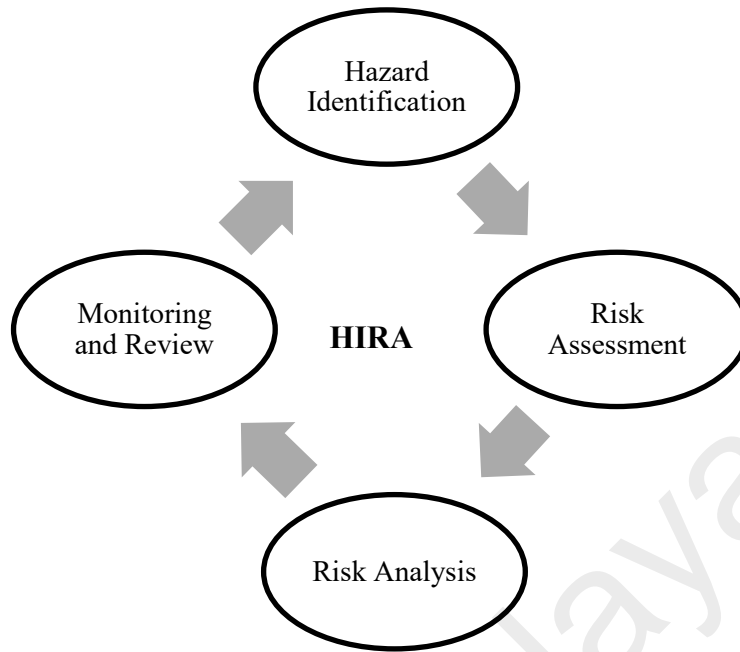 Hazard
Identification
Risk
Assessment
Risk Analysis
Monitoring
and Review
HIRA